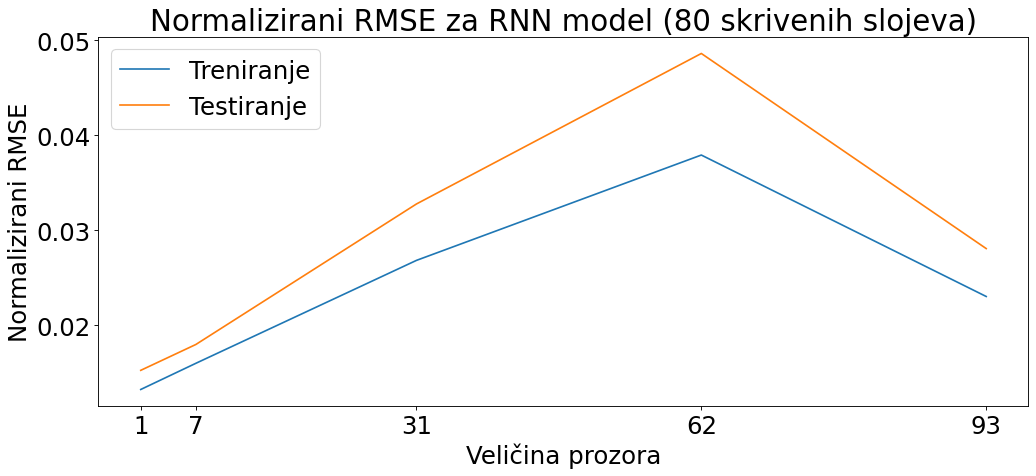 Normalizirani RMSE za RNN model (80 skrivenih slojeva)
Treniranje
Testiranje
Normalizirani RMSE
0.05
0.04
0.03
0.02
1 7 31 62 93
Veličina prozora